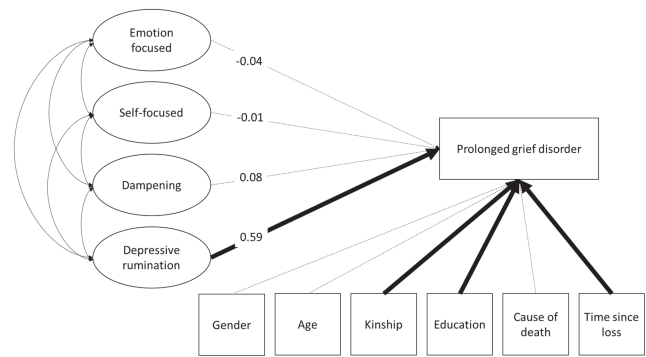 Emotion
focused
-0.04
Self-focused
-0.01
Prolonged grief disorder
Dampening
0.08
Depressive
rumination
0.59
Gender
Age
Kinship
Education
Cause of
death
Time since
loss